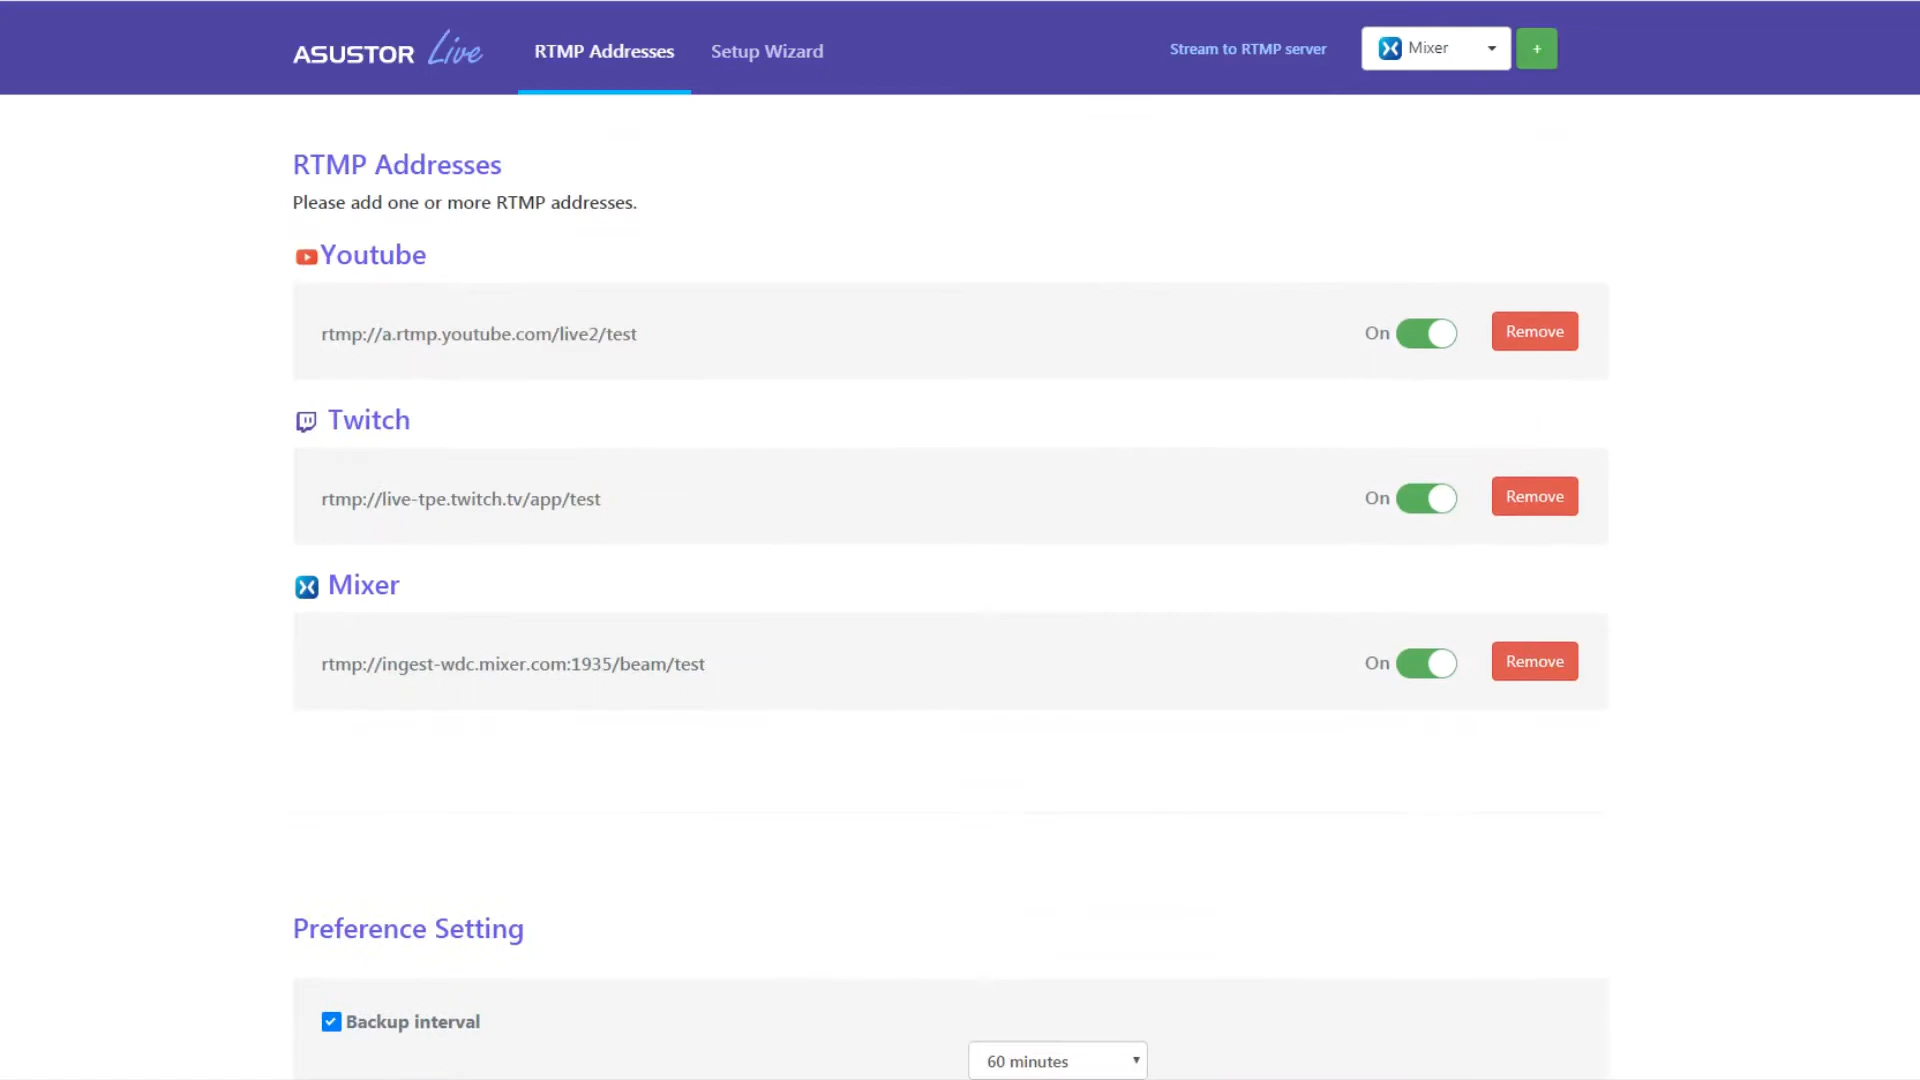 ASUSTOR Live
RTMP Addresses
Setup Wizard
Stream to RTMP server
Mixer
+
RTMP Addresses
Please add one or more RTMP addresses.
Youtube
rtmp://a.rtmp.youtube.com/live2/test
On
Remove
Twitch
rtmp://live-tpe.twitch.tv/app/test
On
Remove
Mixer
rtmp://ingest-wdc.mixer.com:1935/beam/test
On
Remove
Preference Setting
Backup interval
60 minutes